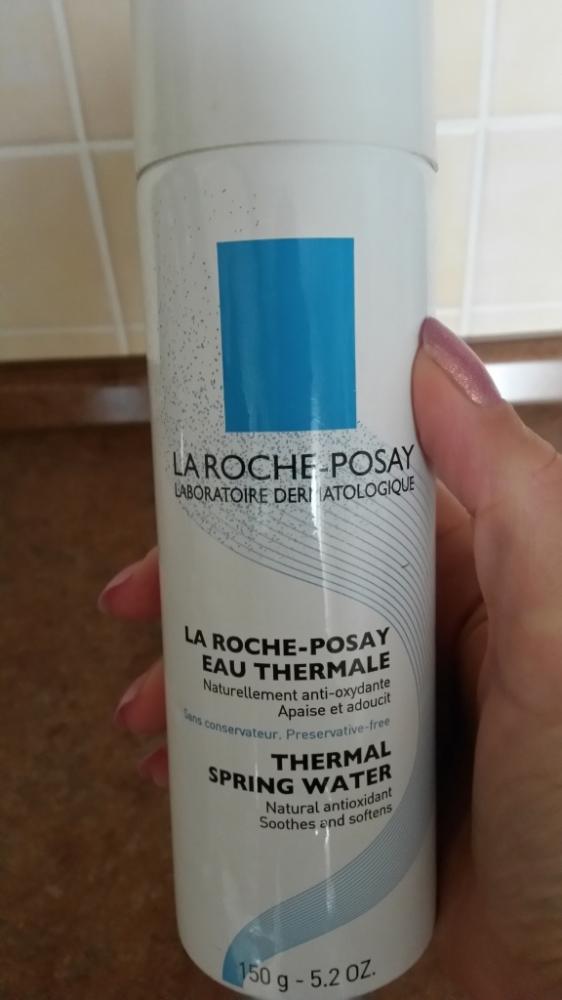 LA ROCHE-POSAY
LABORATOIRE DERMATOLOGIQUE
LA ROCHE-POSAY
EAU THERMALE
Naturellement anti-oxydante
Apaise et adoucit
Sans conservateur. Preservative-free
THERMAL
SPRING WATER
Natural antioxidant
Soothes and softens
150 g - 5.2 OZ.